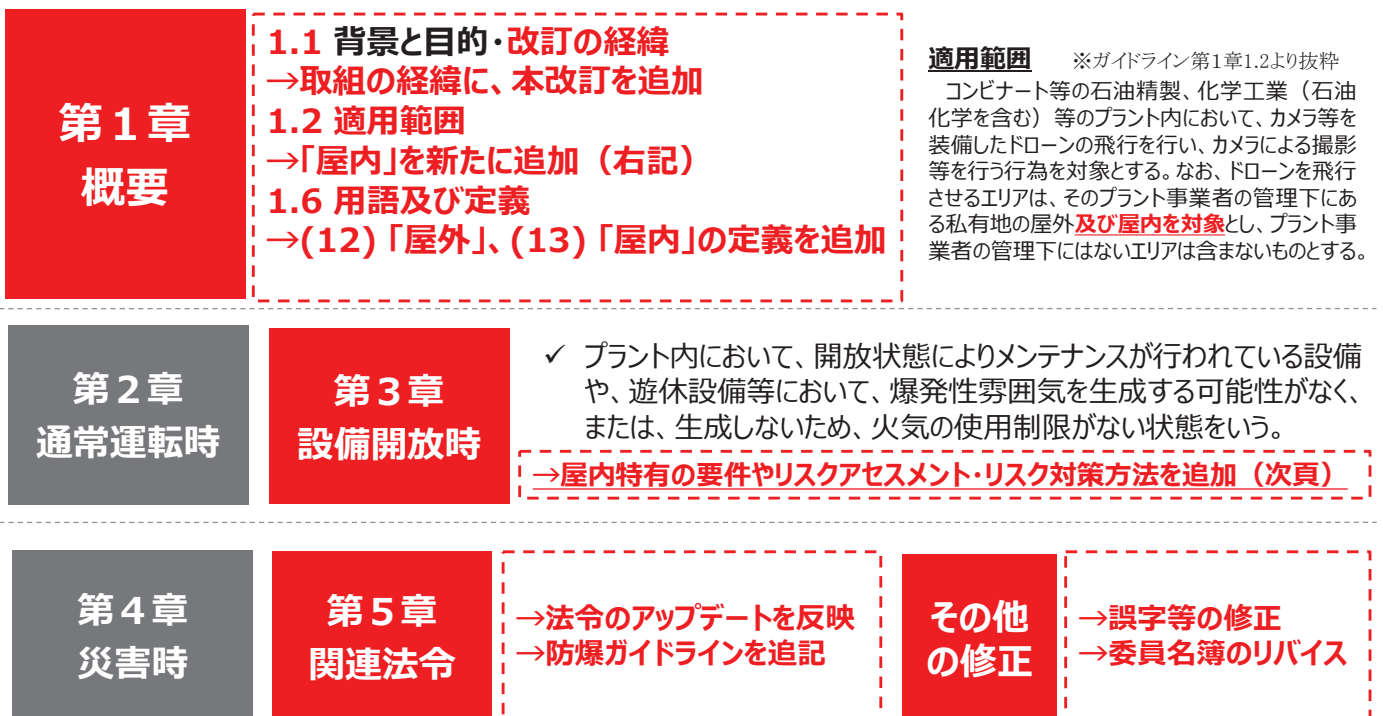 第１章
概要
1.1 背景と目的・改訂の経緯
→取組の経緯に、本改訂を追加
1.2 適用範囲
→「屋内」を新たに追加（右記）
1.6 用語及び定義
→(12)「屋外」、(13)「屋内」の定義を追加
適用範囲　※ガイドライン第１章1.2より抜粋
コンビナート等の石油精製、化学工業（石油
化学を含む）等のプラント内において、カメラ等を
装備したドローンの飛行を行い、カメラによる撮影
等を行う行為を対象とする。なお、ドローンを飛行
させるエリアは、そのプラント事業者の管理下にあ
る私有地の屋外及び屋内を対象とし、プラント事
業者の管理下にはないエリアは含まないものとする。
第２章
通常運転時
第３章
設備開放時
✓ プラント内において、開放状態によりメンテナンスが行われている設備
や、遊休設備等において、爆発性雰囲気を生成する可能性がなく、
または、生成しないため、火気の使用制限がない状態をいう。
→屋内特有の要件やリスクアセスメント・リスク対策方法を追加（次頁）
第４章
災害時
第５章
関連法令
→法令のアップデートを反映
→防爆ガイドラインを追記
その他
の修正
→誤字等の修正
→委員名簿のリバイス